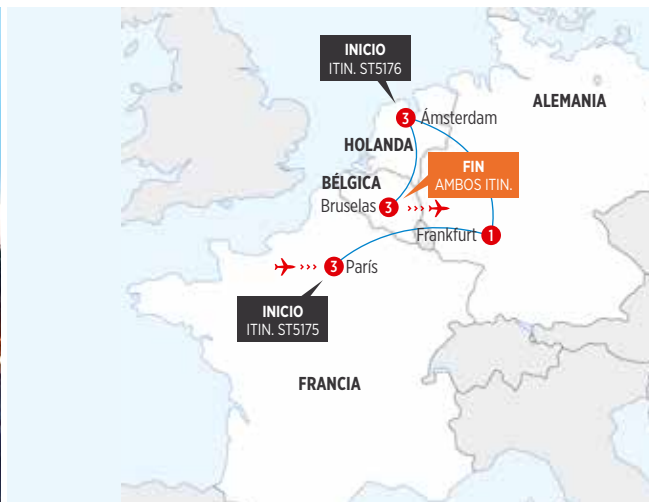 INICIO
ITIN. ST5176
ALEMANIA
3 Ámsterdam
HOLANDA
FIN
AMBOS ITIN.
BÉLGICA
Bruselas 3
Frankfurt 1
3 París
INICIO
ITIN. ST5175
FRANCIA